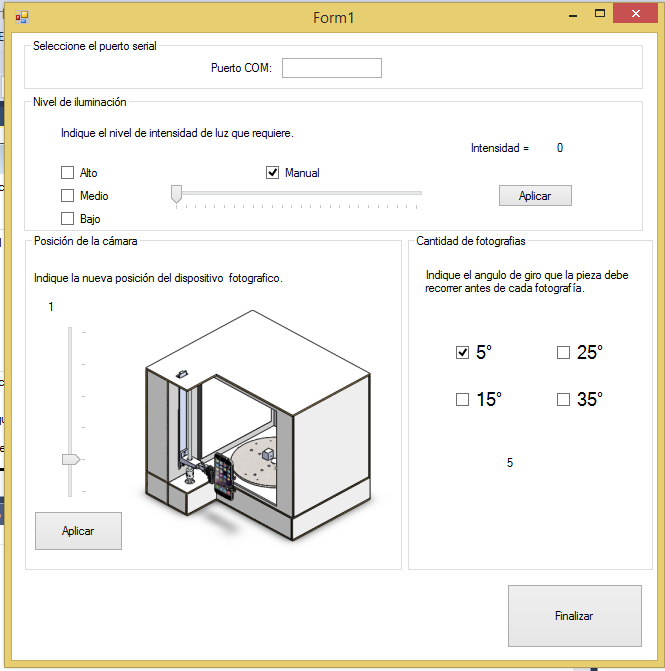 Form1
Seleccione el puerto serial
Puerto COM:
Nivel de iluminación
Indique el nivel de intensidad de luz que requiere.
Intensidad =
0
Alto
Manual
Medio
Aplicar
Bajo
Posición de la cámara
Indique la nueva posición del dispositivo fotografico.
1
Aplicar
Cantidad de fotografias
Indique el angulo de giro que la pieza debe
recorrer antes de cada fotografía.
5°
25°
15°
35°
5
Finalizar